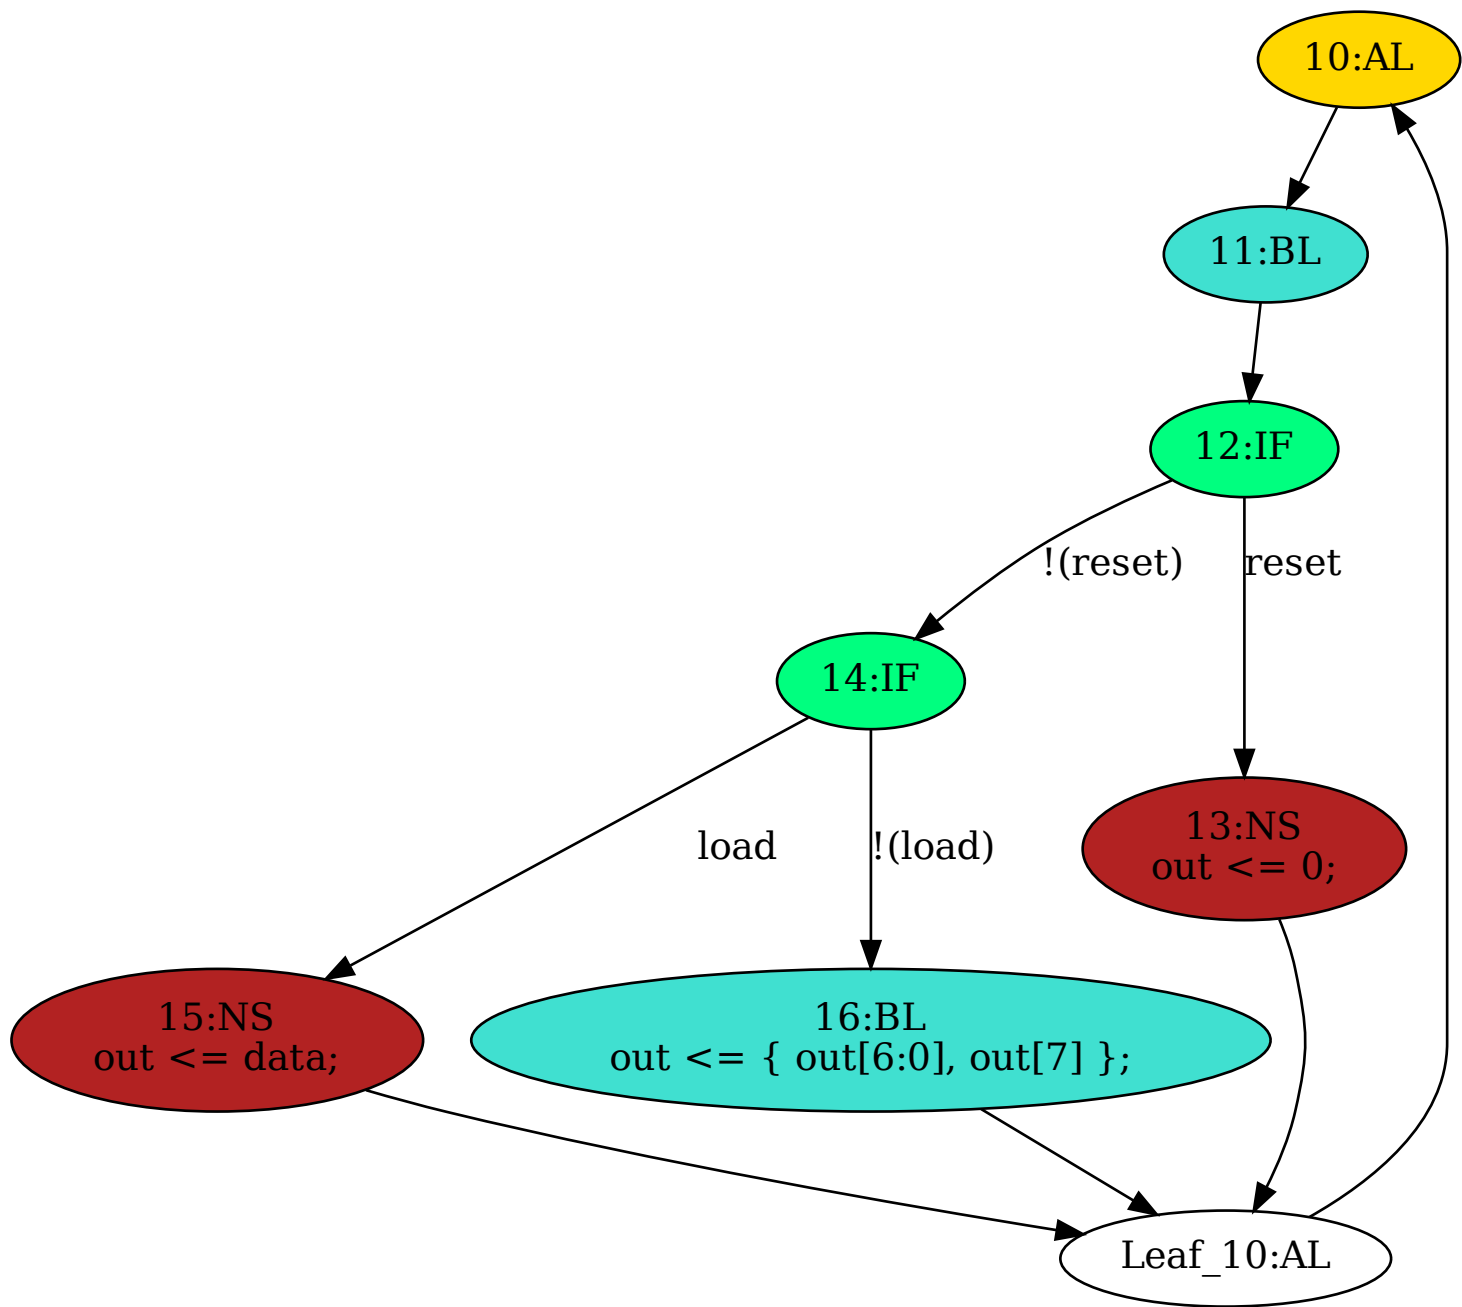 10:AL
11:BL
12:IF
!(reset)
reset
14:IF
load
!(load)
13:NS
out <= 0;
15:NS
out <= data;
16:BL
out <= { out[6:0], out[7] };
Leaf_10:AL